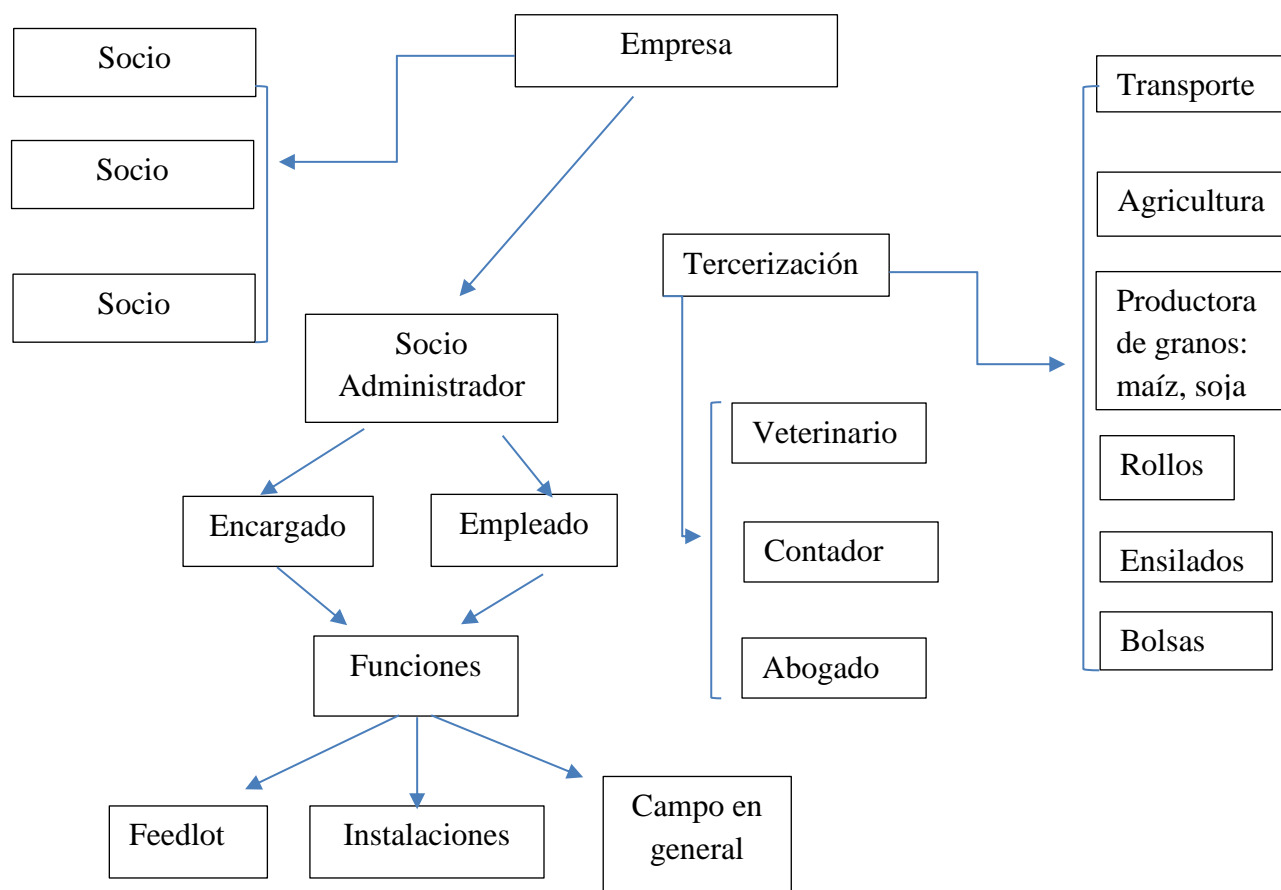 Empresa
Socio
Socio
Socio
Socio
Administrador
Encargado
Empleado
Funciones
Feedlot
Instalaciones
Campo en
general
Tercerización
Veterinario
Contador
Abogado
Transporte
Agricultura
Productora
de granos:
maíz, soja
Rollos
Ensilados
Bolsas